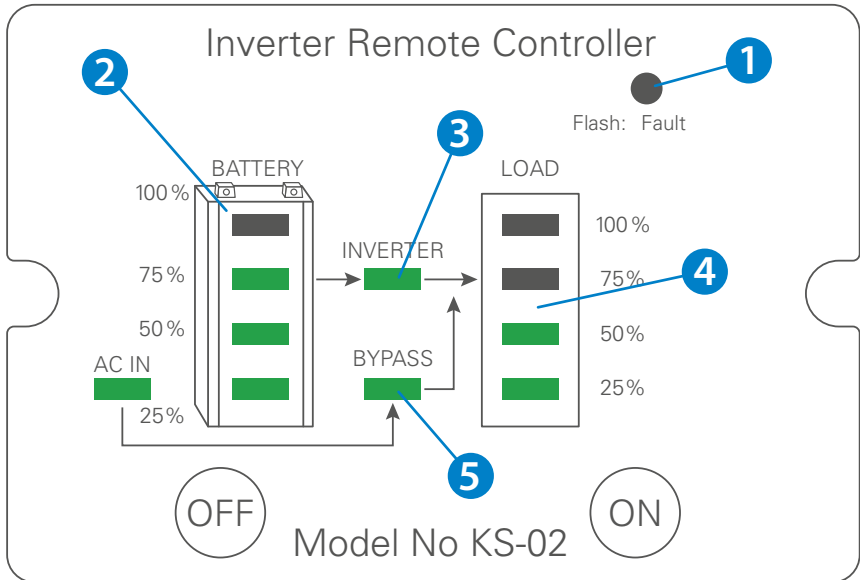 Inverter Remote Controller
1
2
Flash: Fault
3
BATTERY
LOAD
100%
100%
INVERTER
75%
75%
4
50%
50%
AC IN
BYPASS
25%
25%
5
OFF
ON
Model No KS-02